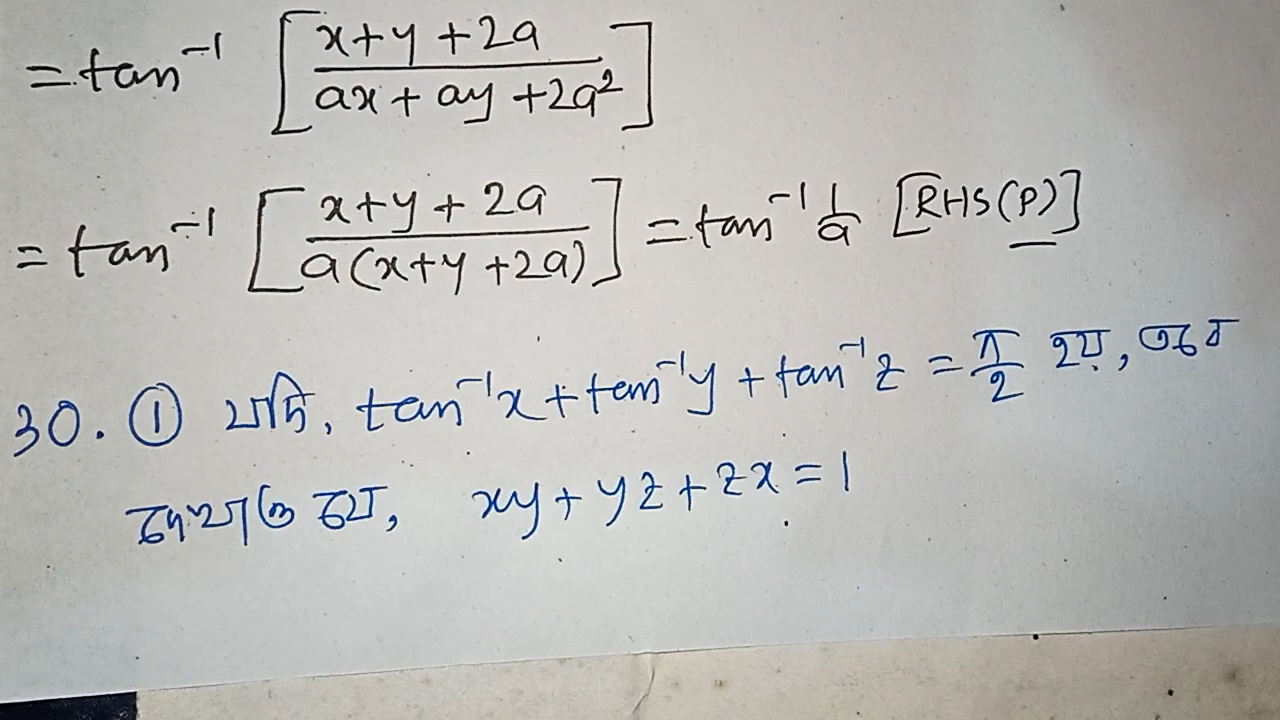 = tan⁻¹ [ (x+y+2a) / (ax+ay+2a²) ]
= tan⁻¹ [ (x+y+2a) / (a(x+y+2a)) ] = tan⁻¹ 1/a [RHS(P)]
30. ① যদি, tan⁻¹x + tan⁻¹y + tan⁻¹z = π/2 হয়, তবে
দেখাও যে, xy + yz + zx = 1